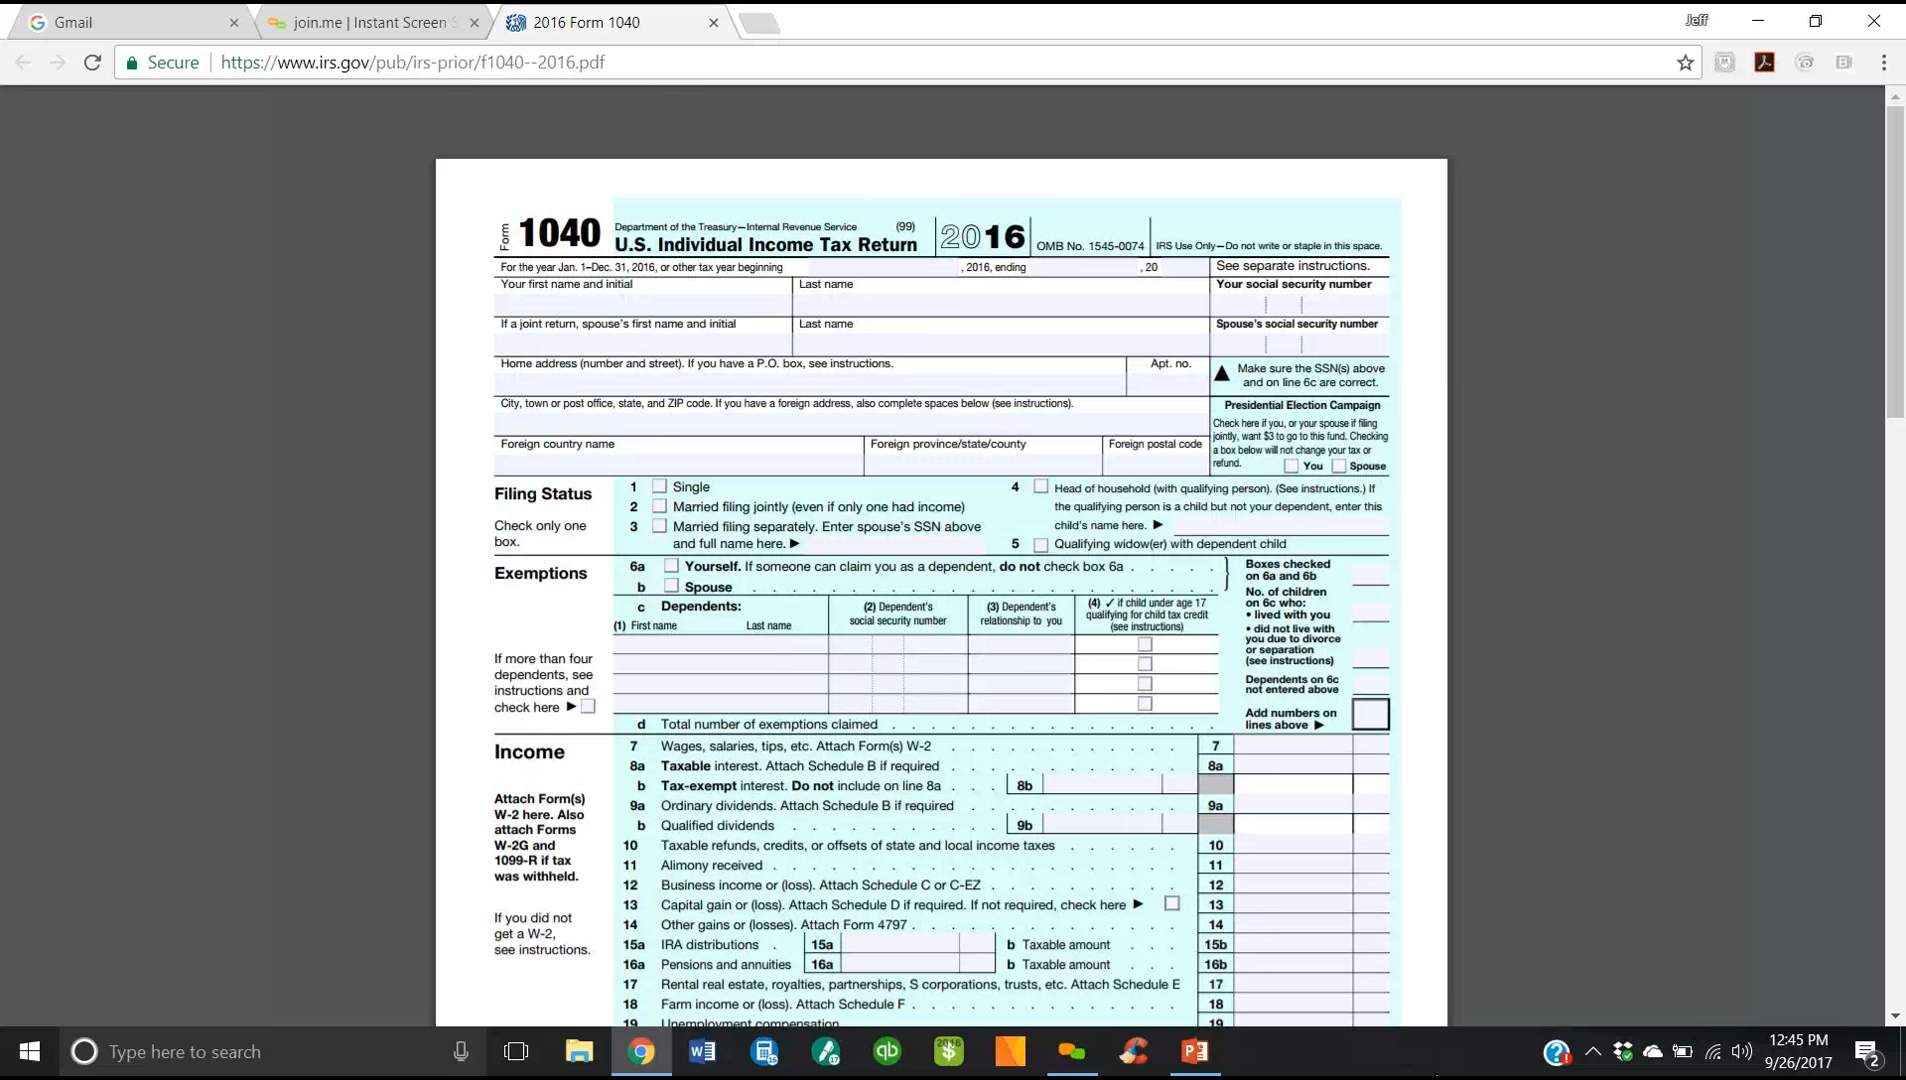 Gmail
join.me | Instant Screen S
2016 Form 1040
Jeff
Secure
https://www.irs.gov/pub/irs-prior/f1040--2016.pdf
Form 1040
Department of the Treasury—Internal Revenue Service (99)
U.S. Individual Income Tax Return
2016
OMB No. 1545-0074
IRS Use Only—Do not write or staple in this space.
For the year Jan. 1–Dec. 31, 2016, or other tax year beginning , 2016, ending , 20
See separate instructions.
Your first name and initial
Last name
Your social security number
If a joint return, spouse's first name and initial
Last name
Spouse's social security number
Home address (number and street). If you have a P.O. box, see instructions.
Apt. no.
▲ Make sure the SSN(s) above
and on line 6c are correct.
City, town or post office, state, and ZIP code. If you have a foreign address, also complete spaces below (see instructions).
Presidential Election Campaign
Check here if you, or your spouse if filing
jointly, want $3 to go to this fund. Checking
a box below will not change your tax or
refund. You Spouse
Foreign country name
Foreign province/state/county
Foreign postal code
Filing Status
Check only one
box.
1 Single
2 Married filing jointly (even if only one had income)
3 Married filing separately. Enter spouse's SSN above
and full name here. ▶
4 Head of household (with qualifying person). (See instructions.) If
the qualifying person is a child but not your dependent, enter this
child's name here. ▶
5 Qualifying widow(er) with dependent child
Exemptions
6a Yourself. If someone can claim you as a dependent, do not check box 6a . . . . .
b Spouse . . . . . . . . . . . . . . . . . . . . . . . .
Boxes checked
on 6a and 6b
c Dependents:
(1) First name Last name
(2) Dependent's
social security number
(3) Dependent's
relationship to you
(4) ✓ if child under age 17
qualifying for child tax credit
(see instructions)
No. of children
on 6c who:
• lived with you
• did not live with
you due to divorce
or separation
(see instructions)
Dependents on 6c
not entered above
If more than four
dependents, see
instructions and
check here ▶
d Total number of exemptions claimed . . . . . . . . . . . . . . . . .
Add numbers on
lines above ▶
Income
Attach Form(s)
W-2 here. Also
attach Forms
W-2G and
1099-R if tax
was withheld.
If you did not
get a W-2,
see instructions.
7 Wages, salaries, tips, etc. Attach Form(s) W-2 . . . . . . . . . . . . 7
8a Taxable interest. Attach Schedule B if required . . . . . . . . . . . . 8a
b Tax-exempt interest. Do not include on line 8a . . . 8b
9a Ordinary dividends. Attach Schedule B if required . . . . . . . . . . . 9a
b Qualified dividends . . . . . . . . . . . 9b
10 Taxable refunds, credits, or offsets of state and local income taxes . . . . . . 10
11 Alimony received . . . . . . . . . . . . . . . . . . . . . 11
12 Business income or (loss). Attach Schedule C or C-EZ . . . . . . . . . . 12
13 Capital gain or (loss). Attach Schedule D if required. If not required, check here ▶ 13
14 Other gains or (losses). Attach Form 4797 . . . . . . . . . . . . . . 14
15a IRA distributions . 15a b Taxable amount . . . 15b
16a Pensions and annuities 16a b Taxable amount . . . 16b
17 Rental real estate, royalties, partnerships, S corporations, trusts, etc. Attach Schedule E 17
18 Farm income or (loss). Attach Schedule F . . . . . . . . . . . . . . 18
19 Unemployment compensation 19
Type here to search
12:45 PM
9/26/2017
2